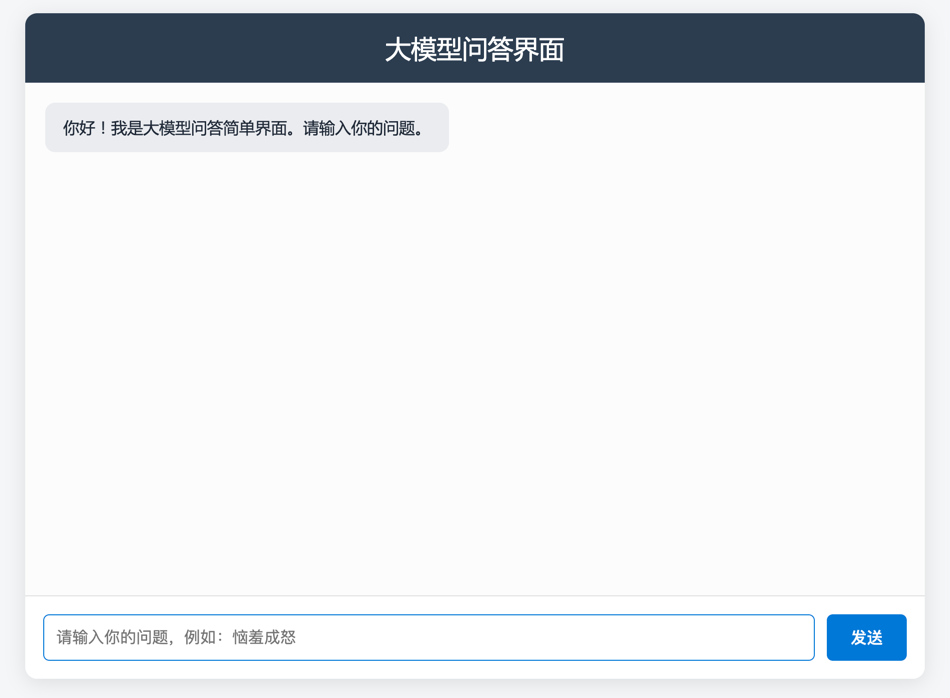 大模型问答界面
你好！我是大模型问答简单界面。请输入你的问题。
请输入你的问题，例如：恼羞成怒
发送